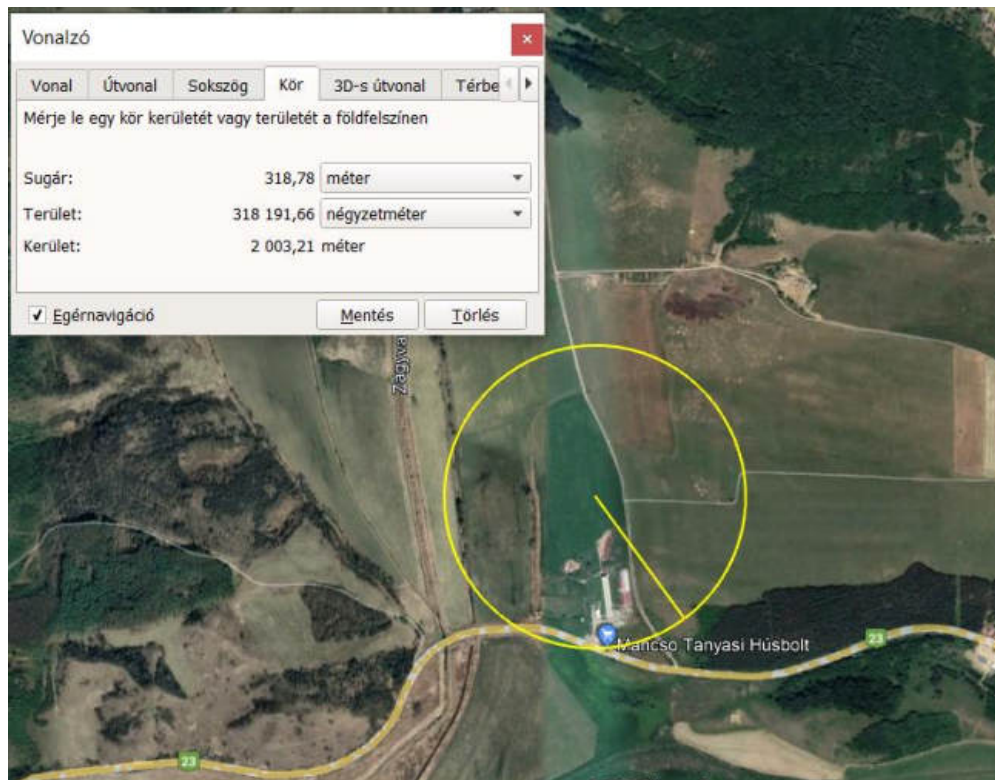 Vonalzó
Vonal Útvonal Sokszög Kör 3D-s útvonal Térbe
Mérje le egy kör kerületét vagy területét a földfelszínen
Sugár: 318,78 méter
Terület: 318 191,66 négyzetméter
Kerület: 2 003,21 méter
Egérnavigáció Mentés Törlés
Zagyva
Mancsó Tanyasi Húsbolt
23
23